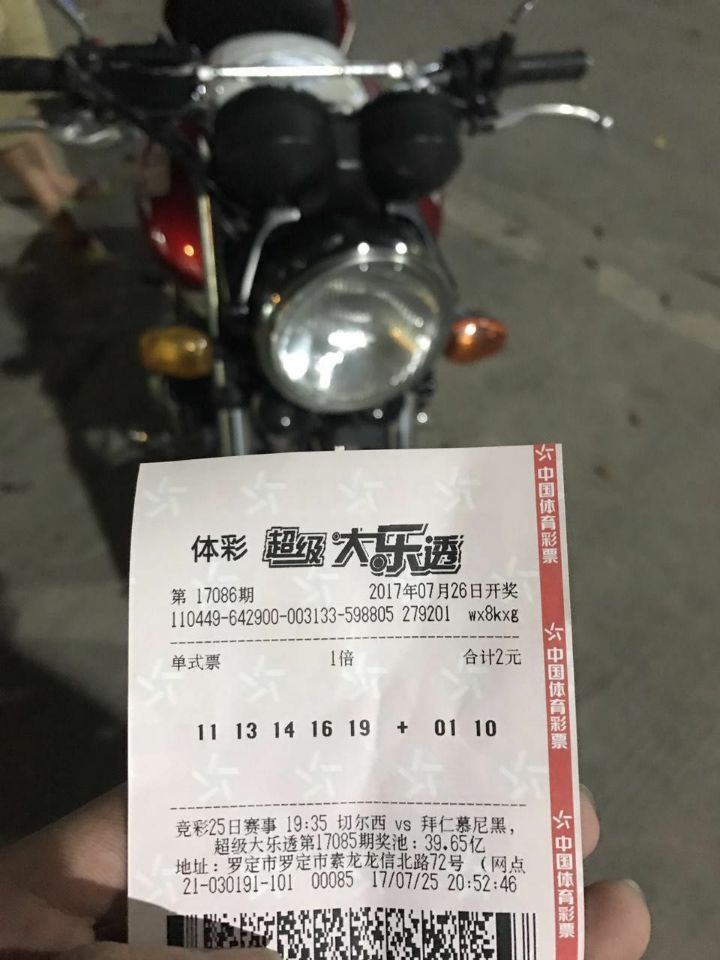 体彩 超级大乐透
第 17086期 2017年07月26日开奖
110449-642900-003133-598805 279201 wx8kxg
单式票 1倍 合计2元
11 13 14 16 19 + 01 10
竞彩25日赛事 19:35 切尔西 vs 拜仁慕尼黑,
超级大乐透第17085期奖池: 39.65亿
地址: 罗定市罗定市素龙龙信北路72号 (网点
21-030191-101 00085 17/07/25 20:52:46
中国体育彩票
中国体育彩票
中国体育彩票